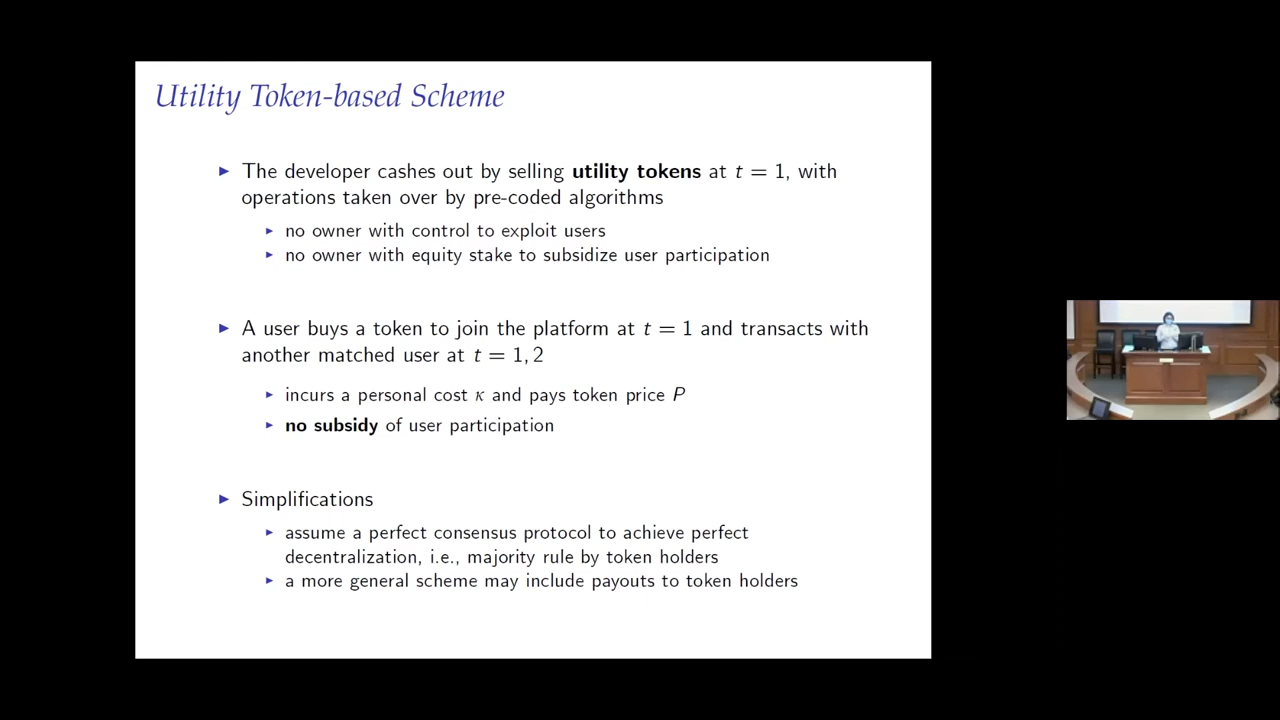 Utility Token-based Scheme
▶ The developer cashes out by selling utility tokens at t = 1, with
operations taken over by pre-coded algorithms
▶ no owner with control to exploit users
▶ no owner with equity stake to subsidize user participation
▶ A user buys a token to join the platform at t = 1 and transacts with
another matched user at t = 1, 2
▶ incurs a personal cost κ and pays token price P
▶ no subsidy of user participation
▶ Simplifications
▶ assume a perfect consensus protocol to achieve perfect
decentralization, i.e., majority rule by token holders
▶ a more general scheme may include payouts to token holders